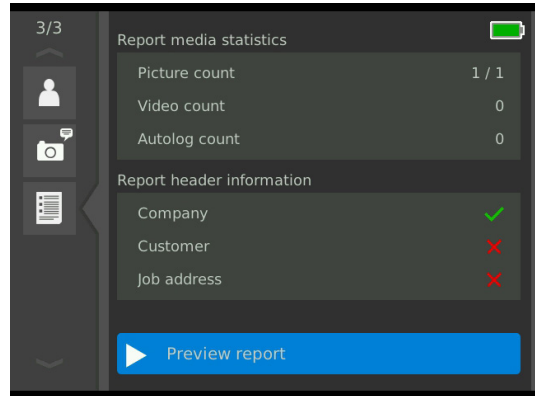 3/3
Report media statistics
Picture count 1 / 1
Video count 0
Autolog count 0
Report header information
Company
Customer
Job address
Preview report